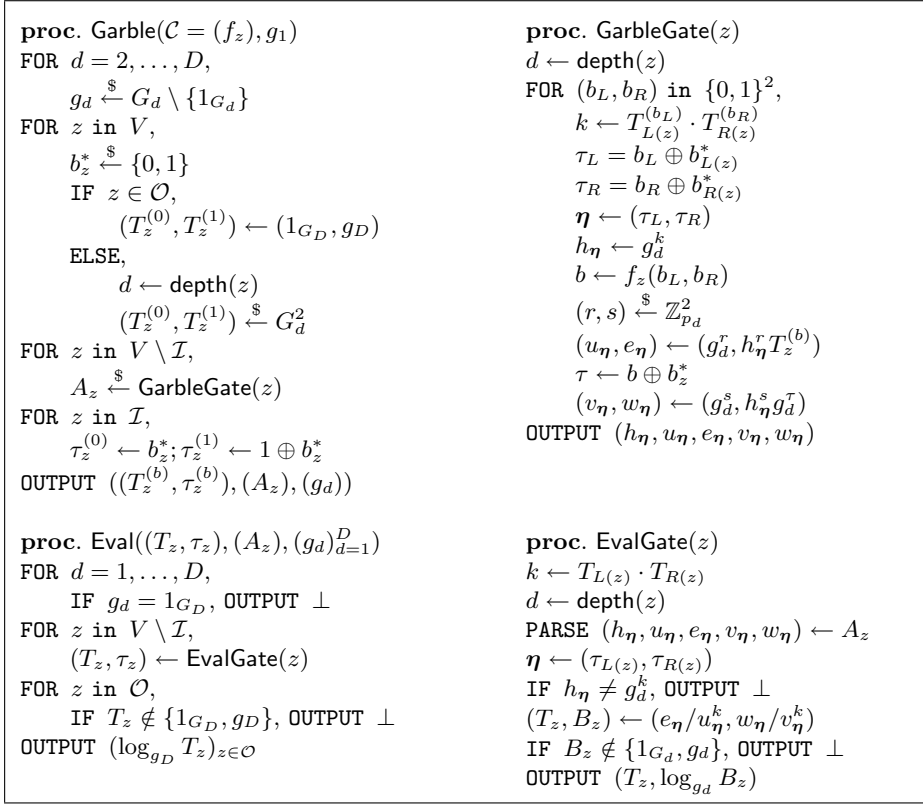 proc. Garble(𝒞 = (f_z), g_1)
FOR d = 2, . . . , D,
g_d ←$ G_d \ {1_{G_d}}
FOR z in V,
b*_z ←$ {0, 1}
IF z ∈ 𝒪,
(T_z^{(0)}, T_z^{(1)}) ← (1_{G_D}, g_D)
ELSE,
d ← depth(z)
(T_z^{(0)}, T_z^{(1)}) ←$ G_d^2
FOR z in V \ ℐ,
A_z ←$ GarbleGate(z)
FOR z in ℐ,
τ_z^{(0)} ← b*_z; τ_z^{(1)} ← 1 ⊕ b*_z
OUTPUT ((T_z^{(b)}, τ_z^{(b)}), (A_z), (g_d))
proc. GarbleGate(z)
d ← depth(z)
FOR (b_L, b_R) in {0, 1}^2,
k ← T_{L(z)}^{(b_L)} · T_{R(z)}^{(b_R)}
τ_L = b_L ⊕ b*_{L(z)}
τ_R = b_R ⊕ b*_{R(z)}
η ← (τ_L, τ_R)
h_η ← g_d^k
b ← f_z(b_L, b_R)
(r, s) ←$ ℤ_{p_d}^2
(u_η, e_η) ← (g_d^r, h_η^r T_z^{(b)})
τ ← b ⊕ b*_z
(v_η, w_η) ← (g_d^s, h_η^s g_d^τ)
OUTPUT (h_η, u_η, e_η, v_η, w_η)
proc. Eval((T_z, τ_z), (A_z), (g_d)_{d=1}^D)
FOR d = 1, . . . , D,
IF g_d = 1_{G_D}, OUTPUT ⊥
FOR z in V \ ℐ,
(T_z, τ_z) ← EvalGate(z)
FOR z in 𝒪,
IF T_z ∉ {1_{G_D}, g_D}, OUTPUT ⊥
OUTPUT (log_{g_D} T_z)_{z∈𝒪}
proc. EvalGate(z)
k ← T_{L(z)} · T_{R(z)}
d ← depth(z)
PARSE (h_η, u_η, e_η, v_η, w_η) ← A_z
η ← (τ_{L(z)}, τ_{R(z)})
IF h_η ≠ g_d^k, OUTPUT ⊥
(T_z, B_z) ← (e_η/u_η^k, w_η/v_η^k)
IF B_z ∉ {1_{G_d}, g_d}, OUTPUT ⊥
OUTPUT (T_z, log_{g_d} B_z)